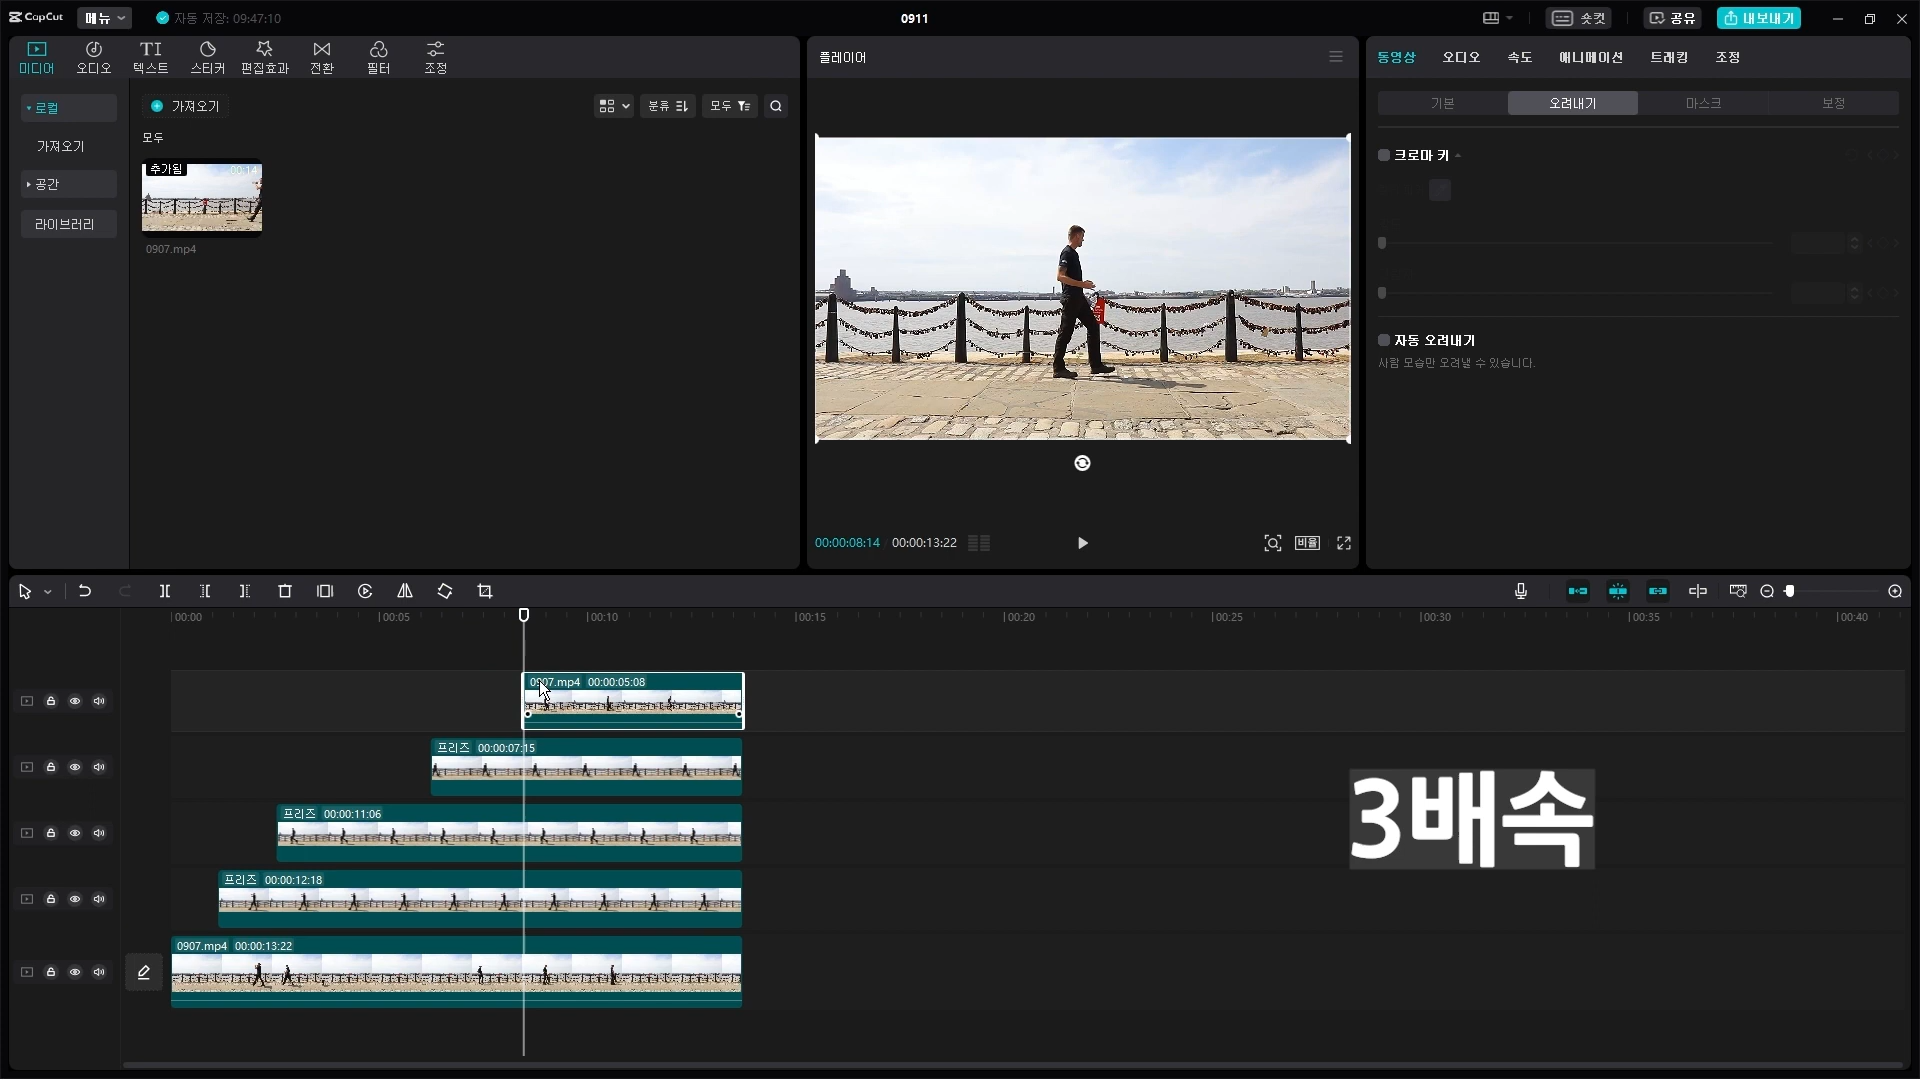 CapCut
메뉴
자동 저장: 09:47:10
0911
숏컷
공유
내보내기
미디어
오디오
텍스트
스티커
편집효과
전환
필터
조정
로컬
가져오기
공간
라이브러리
가져오기
분류
모두
모두
추가됨
00:14
0907.mp4
플레이어
00:00:08:14
00:00:13:22
비율
동영상
오디오
속도
애니메이션
트래킹
조정
기본
오려내기
마스크
보정
크로마 키
자동 오려내기
사람 모습만 오려낼 수 있습니다.
00:00
00:05
00:10
00:15
00:20
00:25
00:30
00:35
00:40
0907.mp4 00:00:05:08
프리즈 00:00:07:15
프리즈 00:00:11:06
프리즈 00:00:12:18
0907.mp4 00:00:13:22
3배속